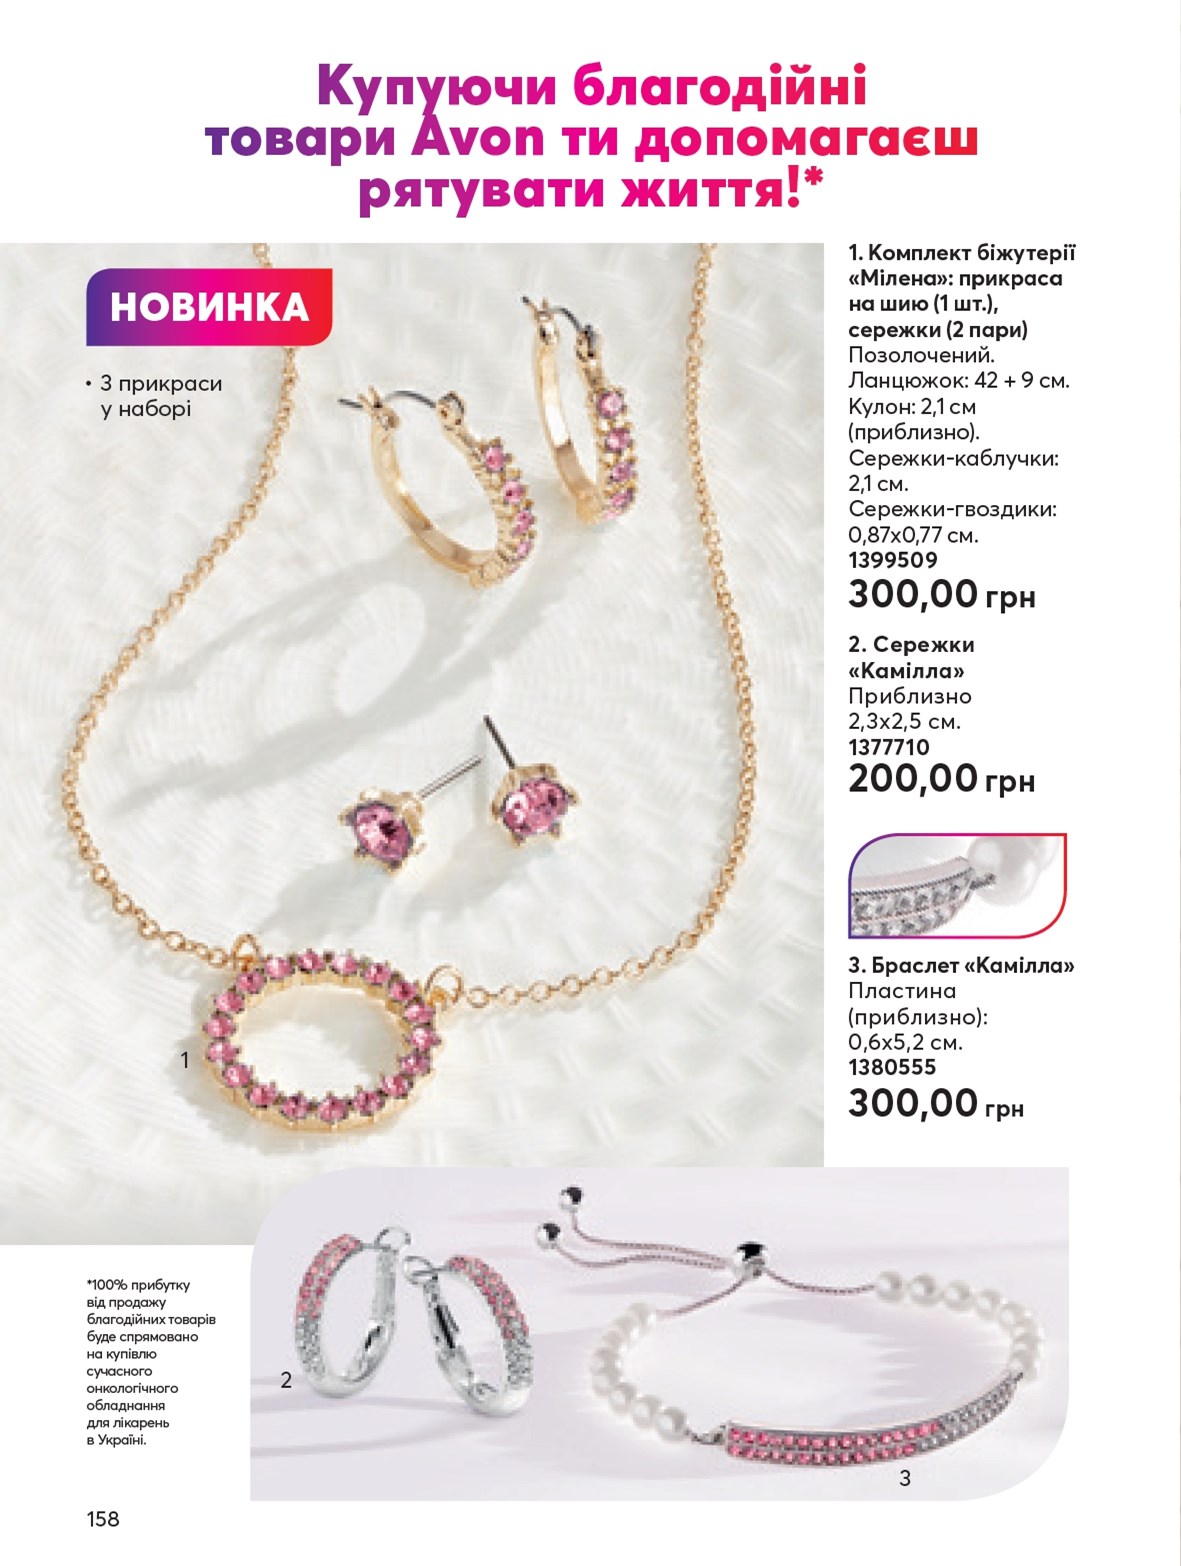 Купуючи благодійні
товари Avon ти допомагаєш
рятувати життя!*
НОВИНКА
• 3 прикраси
у наборі
1. Комплект біжутерії
«Мілена»: прикраса
на шию (1 шт.),
сережки (2 пари)
Позолочений.
Ланцюжок: 42 + 9 см.
Кулон: 2,1 см
(приблизно).
Сережки-каблучки:
2,1 см.
Сережки-гвоздики:
0,87х0,77 см.
1399509
300,00 грн
2. Сережки
«Камілла»
Приблизно
2,3х2,5 см.
1377710
200,00 грн
3. Браслет «Камілла»
Пластина
(приблизно):
0,6х5,2 см.
1380555
300,00 грн
1
2
3
*100% прибутку
від продажу
благодійних товарів
буде спрямовано
на купівлю
сучасного
онкологічного
обладнання
для лікарень
в Україні.
158